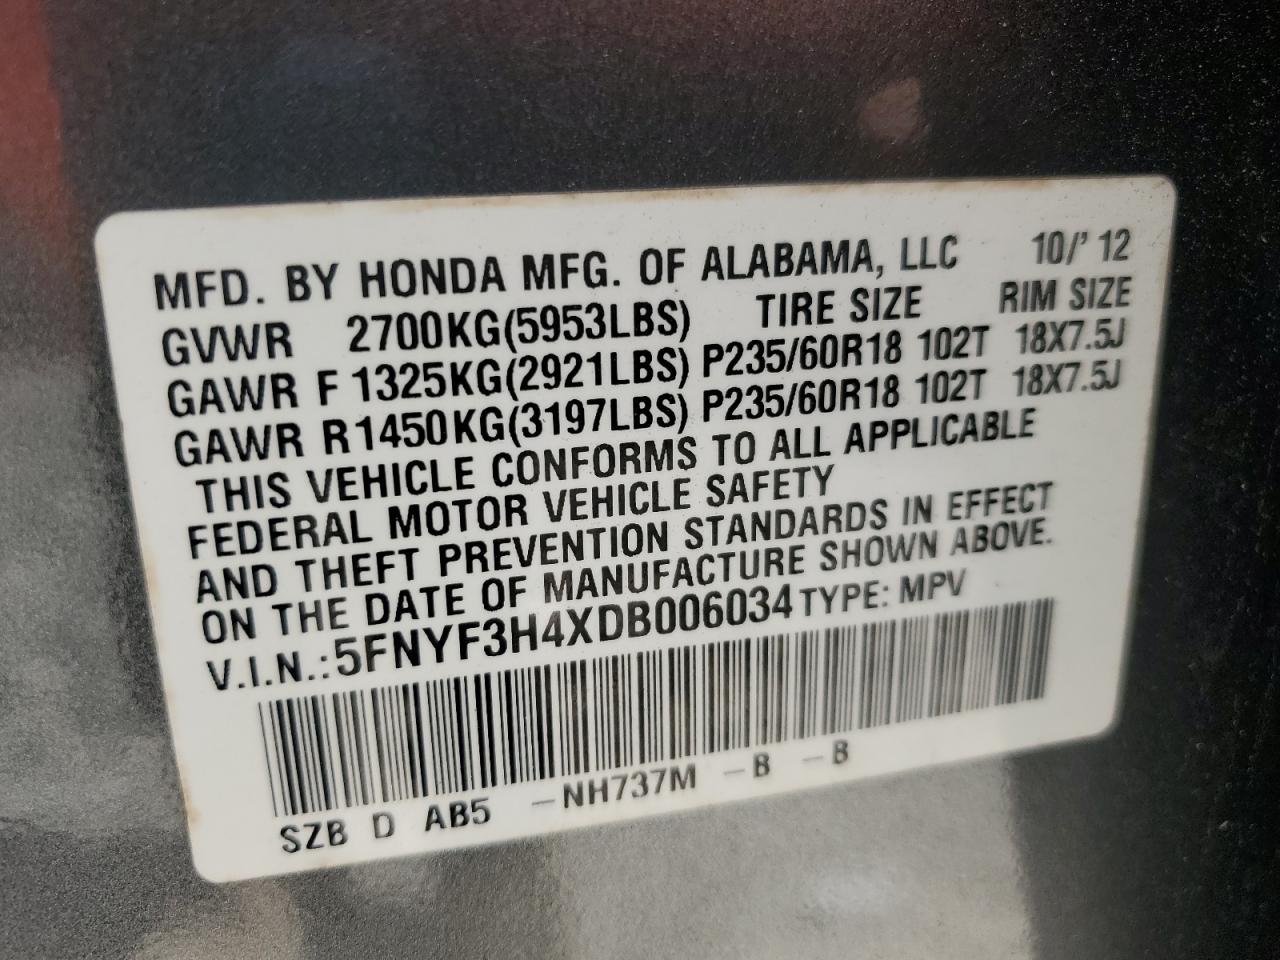 MFD. BY HONDA MFG. OF ALABAMA, LLC 10/' 12
GVWR 2700KG(5953LBS) TIRE SIZE RIM SIZE
GAWR F 1325KG(2921LBS) P235/60R18 102T 18X7.5J
GAWR R1450KG(3197LBS) P235/60R18 102T 18X7.5J
THIS VEHICLE CONFORMS TO ALL APPLICABLE
FEDERAL MOTOR VEHICLE SAFETY
AND THEFT PREVENTION STANDARDS IN EFFECT
ON THE DATE OF MANUFACTURE SHOWN ABOVE.
V.I.N.:5FNYF3H4XDB006034 TYPE: MPV
SZB D AB5 -NH737M -B -B